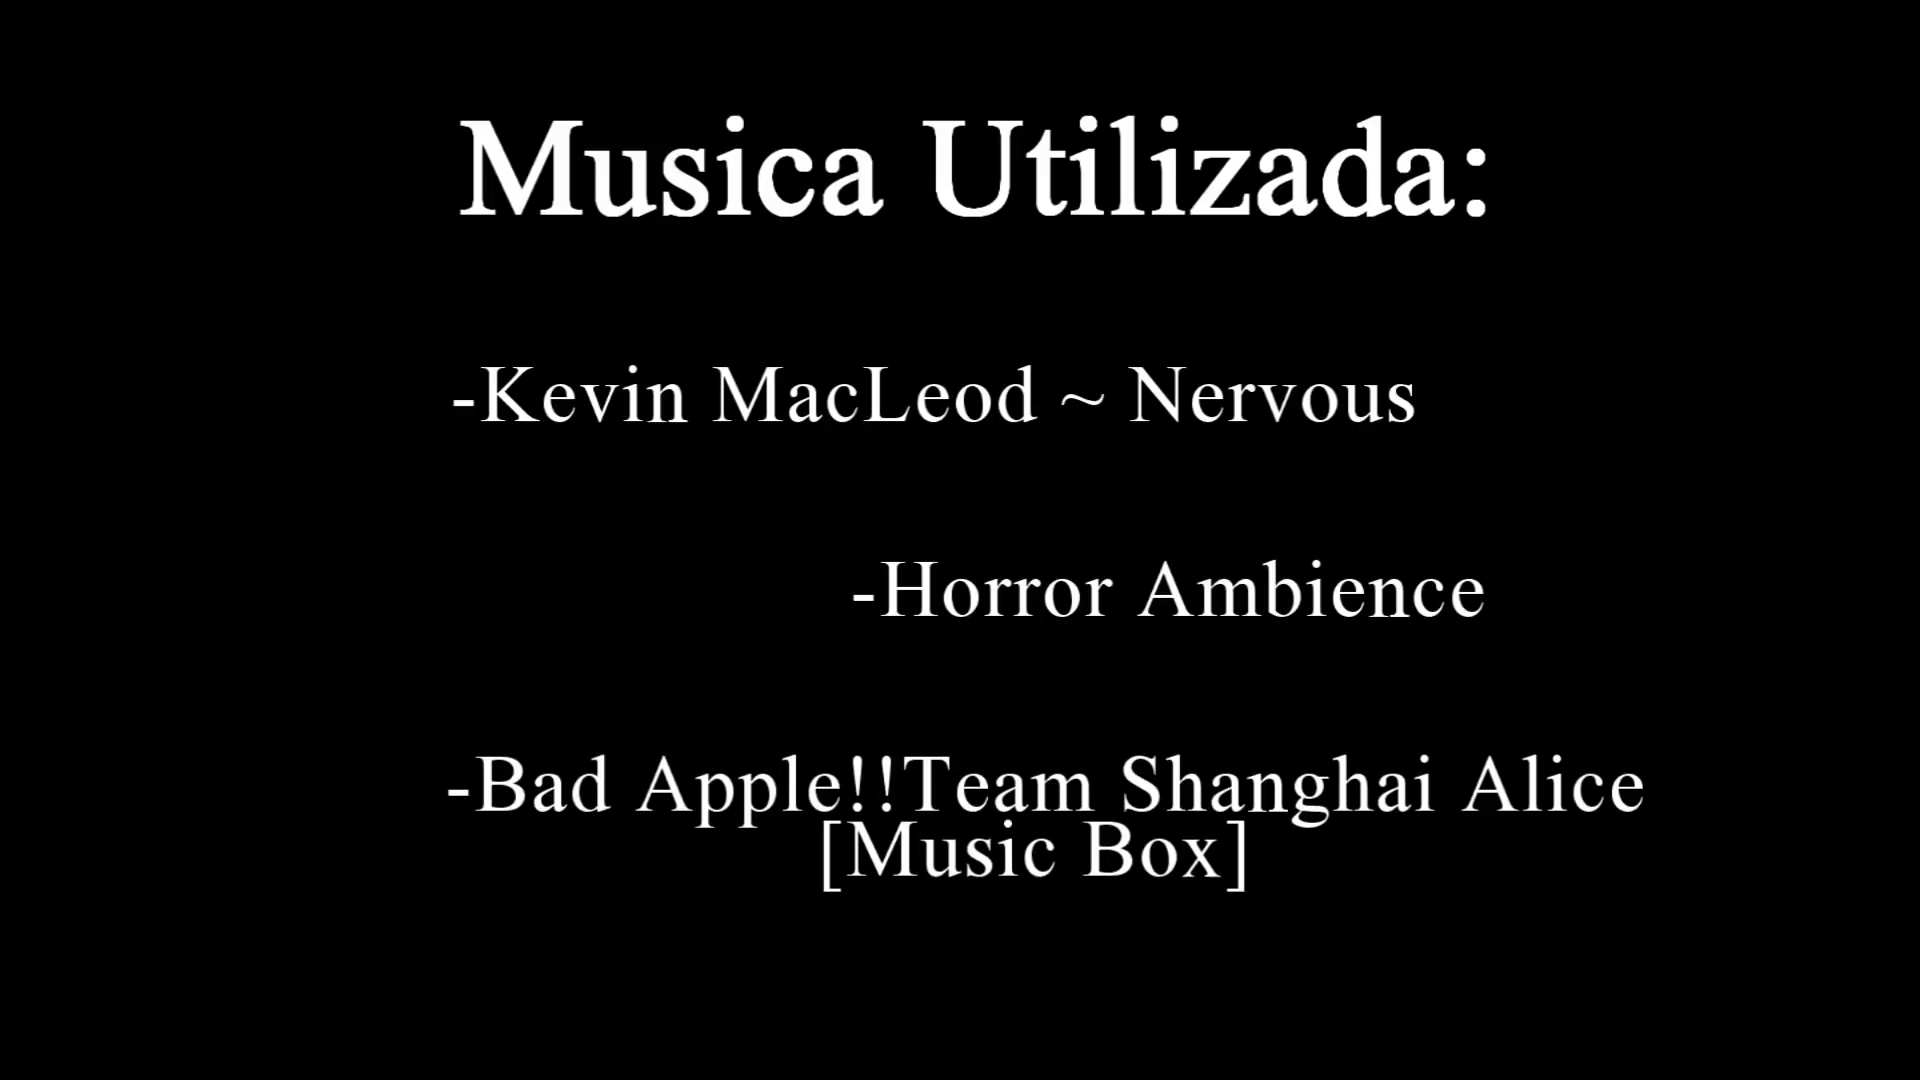 Musica Utilizada:
-Kevin MacLeod ~ Nervous
-Horror Ambience
-Bad Apple!!Team Shanghai Alice
[Music Box]